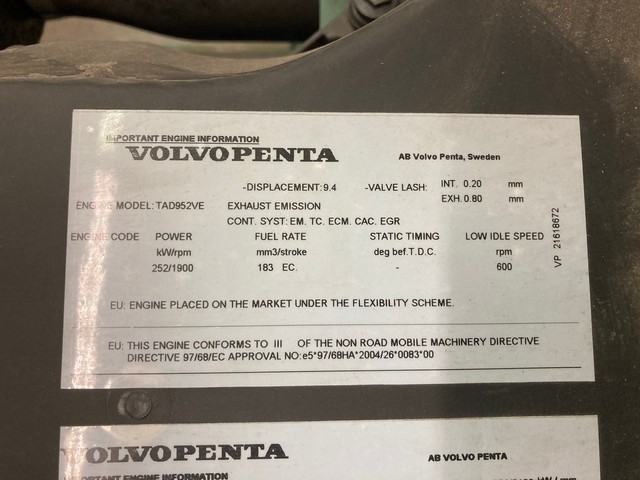 IMPORTANT ENGINE INFORMATION
VOLVO PENTA AB Volvo Penta, Sweden
-DISPLACEMENT:9.4 -VALVE LASH: INT. 0.20 mm
EXH.0.80 mm
ENGINE MODEL: TAD952VE EXHAUST EMISSION
CONT. SYST: EM. TC. ECM. CAC. EGR
ENGINE CODE POWER FUEL RATE STATIC TIMING LOW IDLE SPEED
kW/rpm mm3/stroke deg bef.T.D.C. rpm
252/1900 183 EC. - 600
VP 21618672
EU: ENGINE PLACED ON THE MARKET UNDER THE FLEXIBILITY SCHEME.
EU: THIS ENGINE CONFORMS TO III OF THE NON ROAD MOBILE MACHINERY DIRECTIVE
DIRECTIVE 97/68/EC APPROVAL NO:e5*97/68HA*2004/26*0083*00
VOLVO PENTA AB VOLVO PENTA
IMPORTANT ENGINE INFORMATION